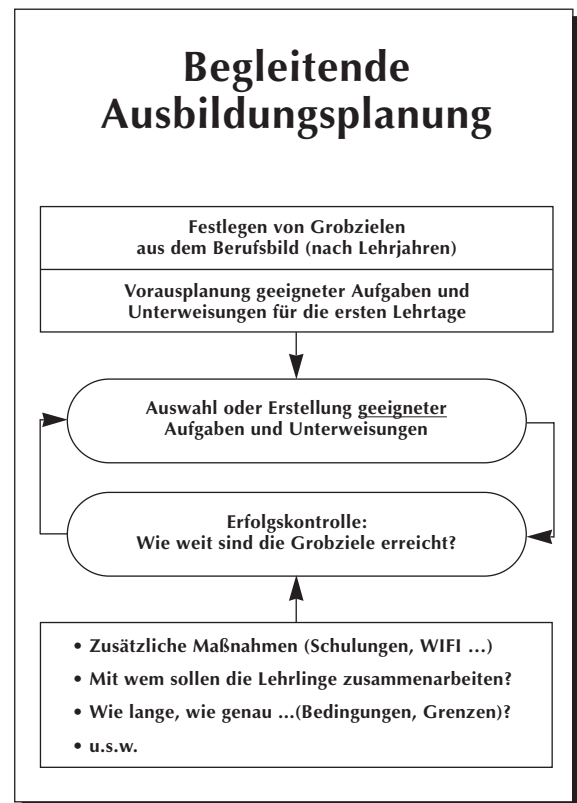 Begleitende
Ausbildungsplanung
Festlegen von Grobzielen
aus dem Berufsbild (nach Lehrjahren)
Vorausplanung geeigneter Aufgaben und
Unterweisungen für die ersten Lehrtage
Auswahl oder Erstellung geeigneter
Aufgaben und Unterweisungen
Erfolgskontrolle:
Wie weit sind die Grobziele erreicht?
• Zusätzliche Maßnahmen (Schulungen, WIFI ...)
• Mit wem sollen die Lehrlinge zusammenarbeiten?
• Wie lange, wie genau ...(Bedingungen, Grenzen)?
• u.s.w.